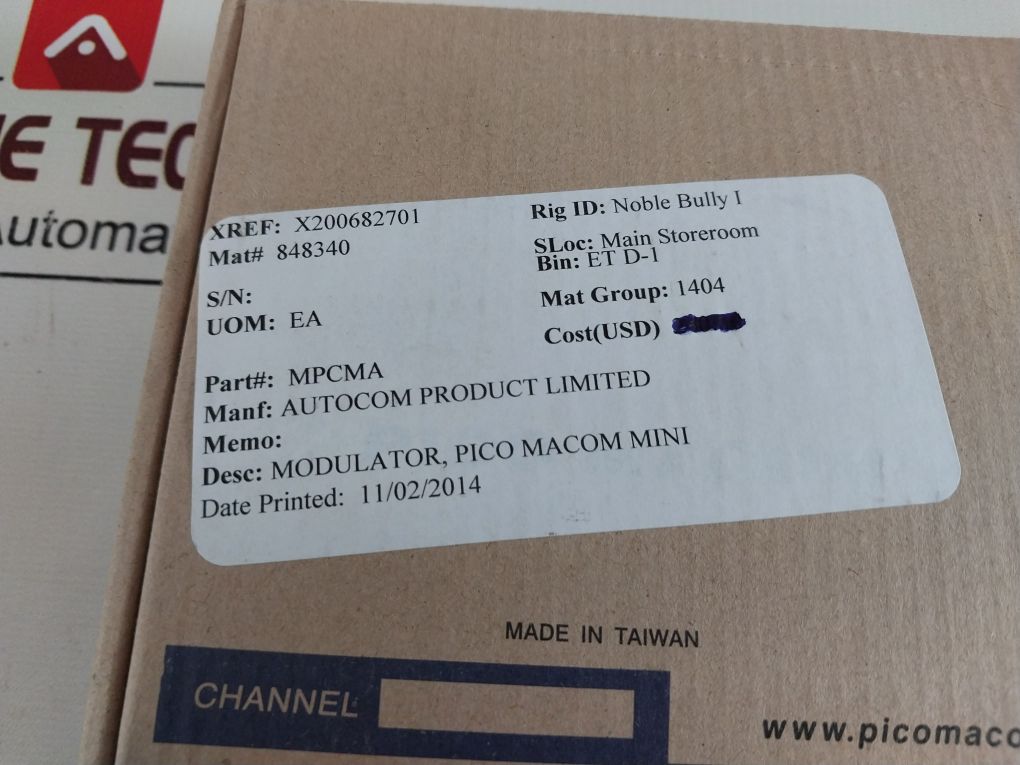 E TEC
Automa
XREF: X200682701
Mat# 848340
S/N:
UOM: EA
Rig ID: Noble Bully I
SLoc: Main Storeroom
Bin: ET D-1
Mat Group: 1404
Cost(USD)
Part#: MPCMA
Manf: AUTOCOM PRODUCT LIMITED
Memo:
Desc: MODULATOR, PICO MACOM MINI
Date Printed: 11/02/2014
MADE IN TAIWAN
CHANNEL
www.picomaco